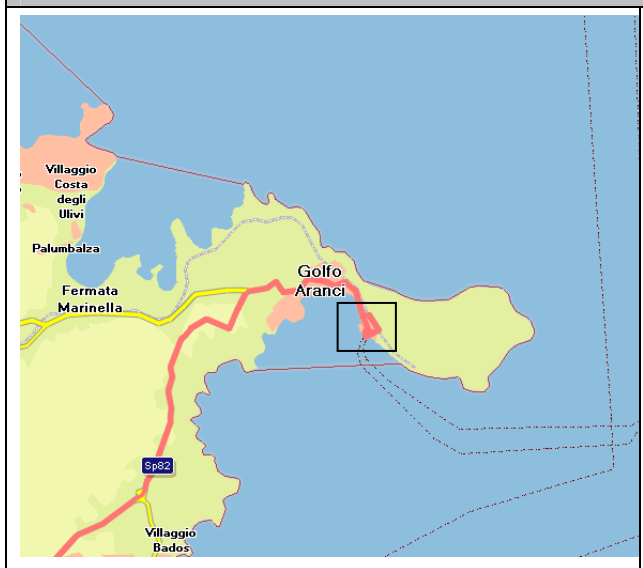 Villaggio
Costa
degli
Ulivi
Palumbalza
Golfo
Aranci
Fermata
Marinella
Sp82
Villaggio
Bados